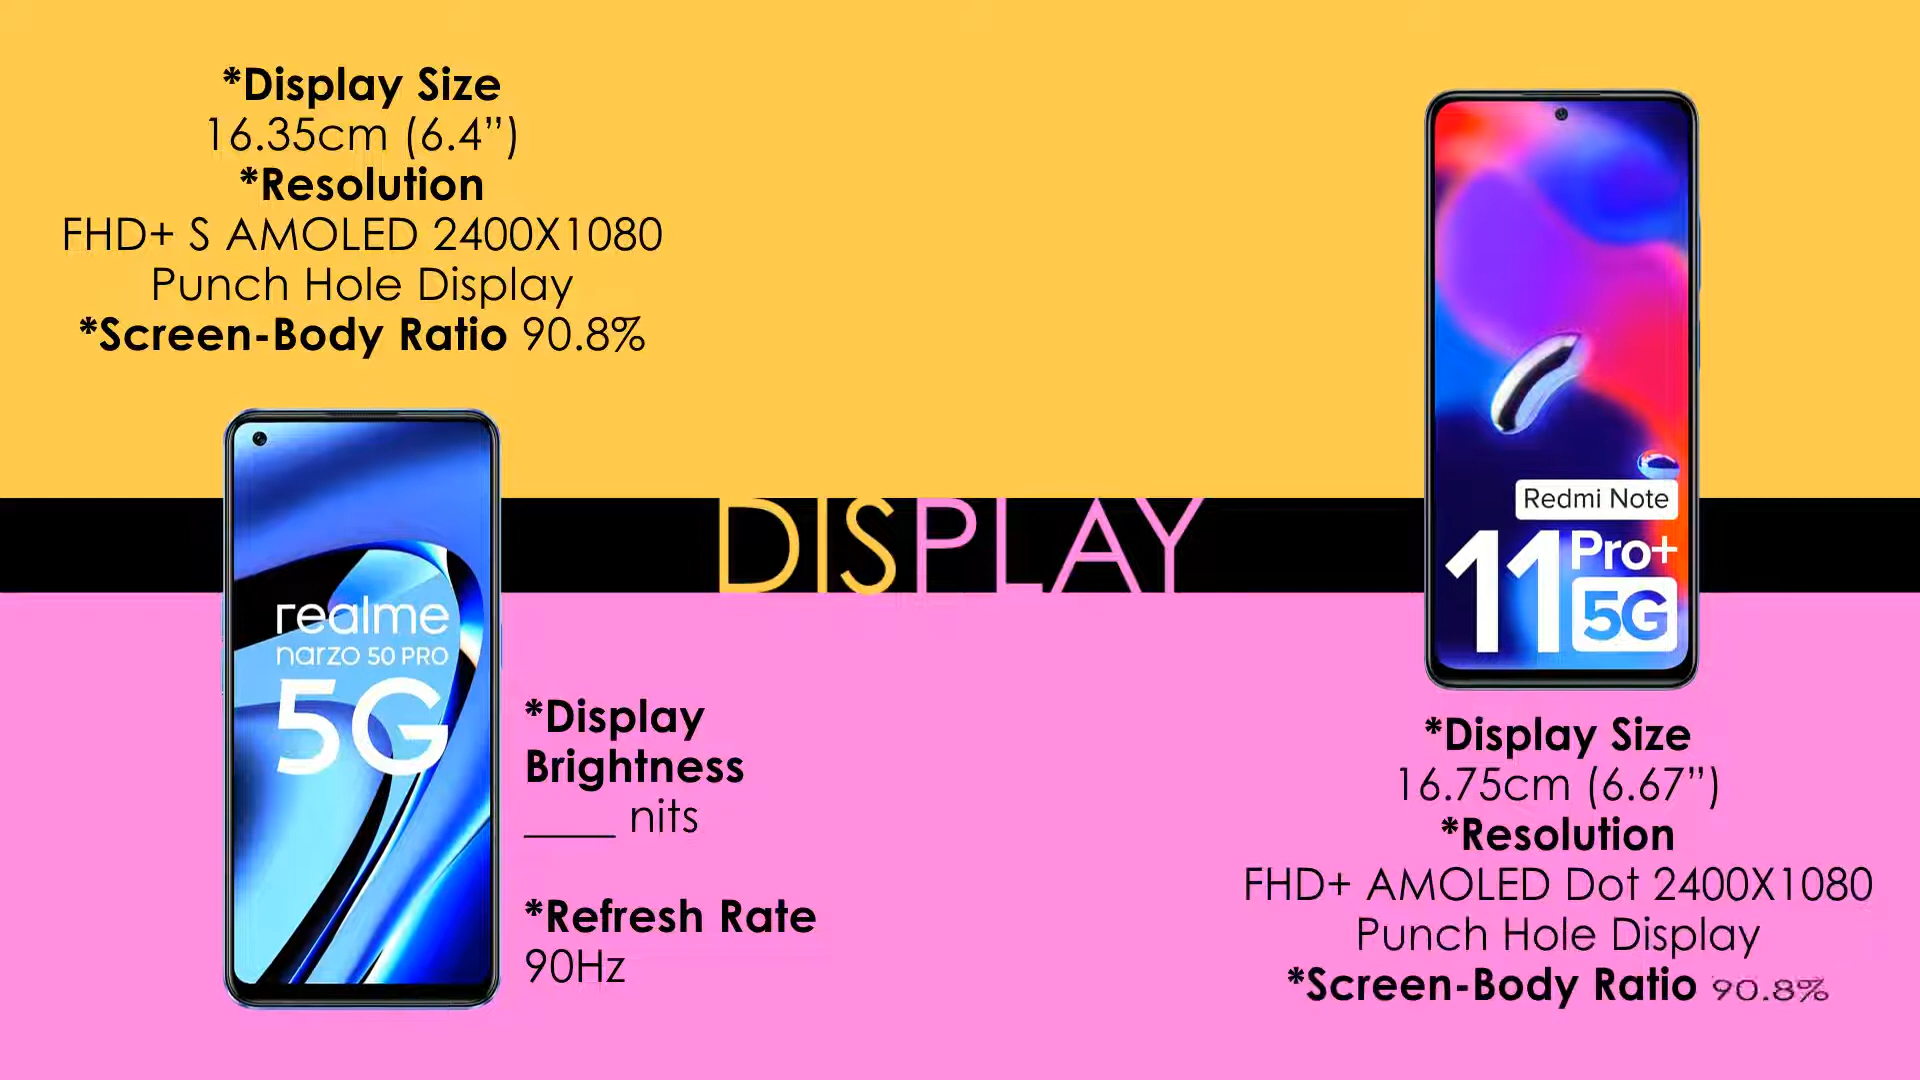 *Display Size
16.35cm (6.4”)
*Resolution
FHD+ S AMOLED 2400X1080
Punch Hole Display
*Screen-Body Ratio 90.8%
realme
narzo 50 PRO
5G
*Display
Brightness
____ nits
*Refresh Rate
90Hz
DISPLAY
Redmi Note
11 Pro+
5G
*Display Size
16.75cm (6.67”)
*Resolution
FHD+ AMOLED Dot 2400X1080
Punch Hole Display
*Screen-Body Ratio 90.8%